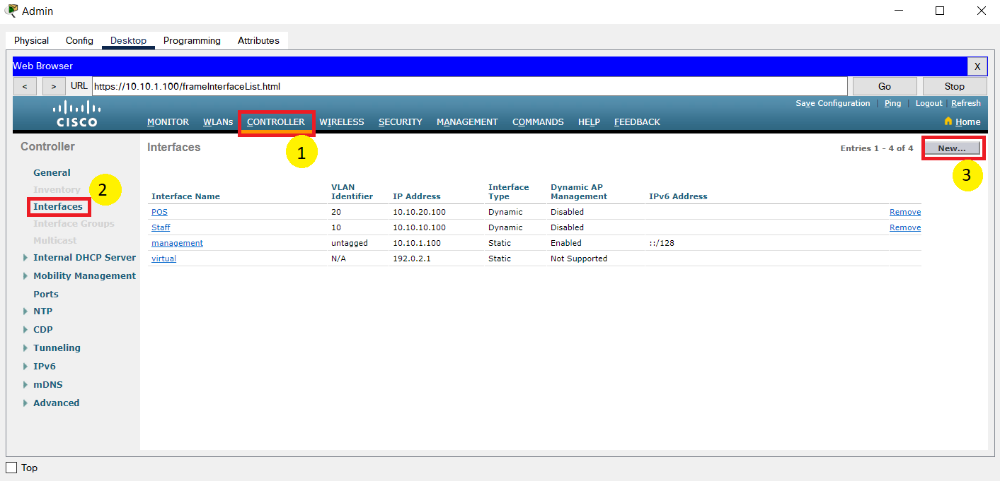 Admin
Physical Config Desktop Programming Attributes
Web Browser X
< > URL https://10.10.1.100/frameInterfaceList.html Go Stop
Save Configuration | Ping | Logout | Refresh
CISCO MONITOR WLANs CONTROLLER WIRELESS SECURITY MANAGEMENT COMMANDS HELP FEEDBACK Home
1
Controller
General
Inventory
2
Interfaces
Interface Groups
Multicast
Internal DHCP Server
Mobility Management
Ports
NTP
CDP
Tunneling
IPv6
mDNS
Advanced
Interfaces Entries 1 - 4 of 4 New...
3
Interface Name VLAN Identifier IP Address Interface Type Dynamic AP Management IPv6 Address
POS 20 10.10.20.100 Dynamic Disabled Remove
Staff 10 10.10.10.100 Dynamic Disabled Remove
management untagged 10.10.1.100 Static Enabled ::/128
virtual N/A 192.0.2.1 Static Not Supported
Top